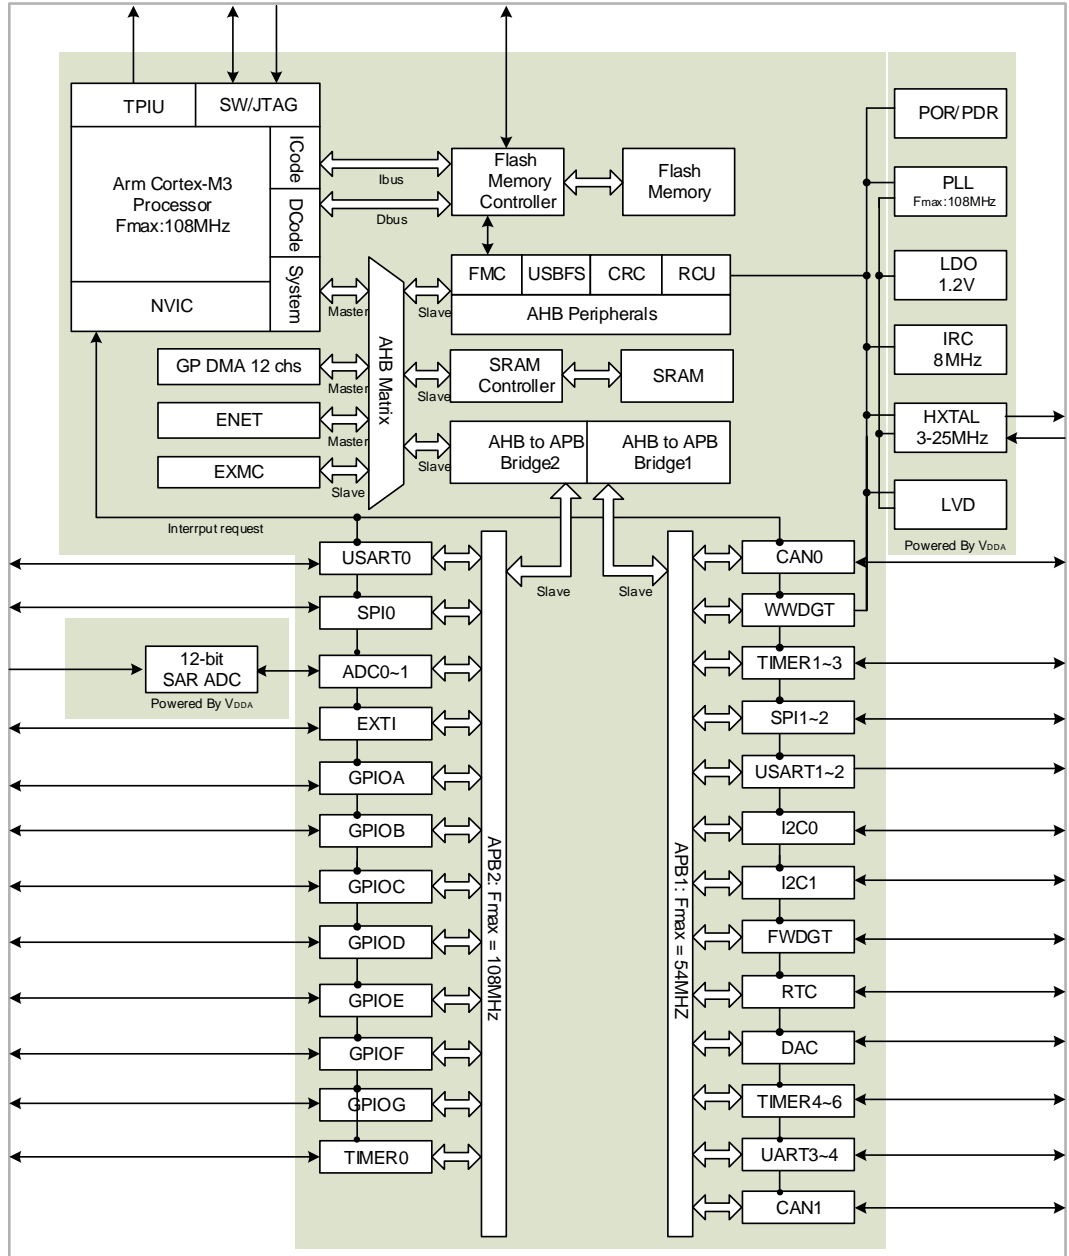 TPIU
SW/JTAG
POR/PDR
ICode
Flash
Memory
Controller
Flash
Memory
Arm Cortex-M3
Processor
Fmax:108MHz
Ibus
PLL
Fmax:108MHz
DCode
Dbus
System
FMC
USBFS
CRC
RCU
LDO
1.2V
NVIC
Master
Slave
AHB Peripherals
IRC
8MHz
AHB Matrix
GP DMA 12 chs
Master
Slave
SRAM
Controller
SRAM
ENET
Master
HXTAL
3-25MHz
AHB to APB
Bridge2
AHB to APB
Bridge1
EXMC
Slave
Slave
LVD
Interrput request
Powered By VDDA
USART0
CAN0
Slave
Slave
SPI0
WWDGT
12-bit
SAR ADC
Powered By VDDA
ADC0~1
TIMER1~3
EXTI
SPI1~2
GPIOA
USART1~2
GPIOB
I2C0
APB2: Fmax = 108MHz
APB1: Fmax = 54MHZ
GPIOC
I2C1
GPIOD
FWDGT
GPIOE
RTC
GPIOF
DAC
GPIOG
TIMER4~6
TIMER0
UART3~4
CAN1